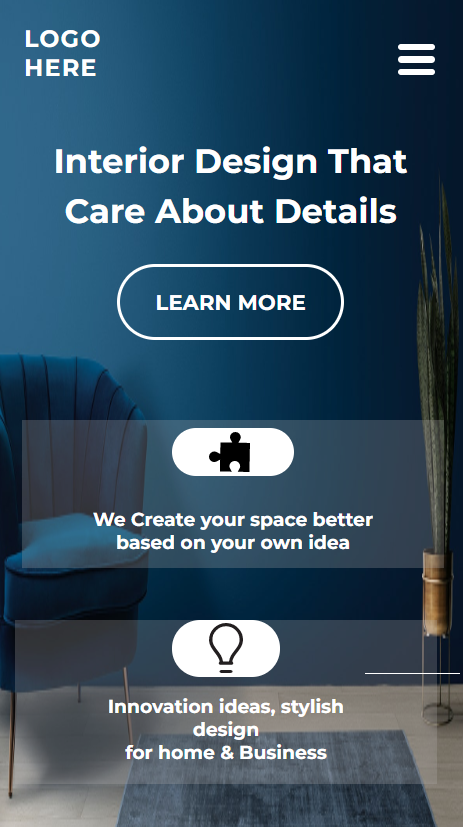 LOGO
HERE
Interior Design That
Care About Details
LEARN MORE
We Create your space better
based on your own idea
Innovation ideas, stylish
design
for home & Business